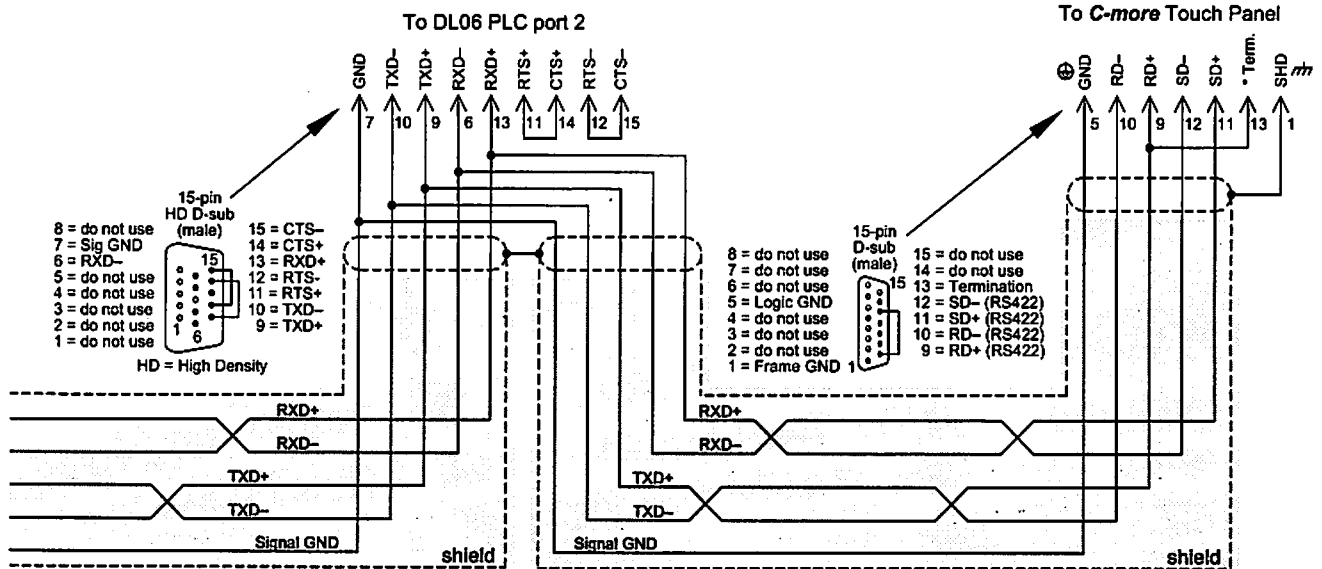 To DL06 PLC port 2
To C-more Touch Panel
GND
TXD–
TXD+
RXD–
RXD+
RTS+
CTS+
RTS–
CTS–
7
10
9
6
13
11
14
12
15
GND
RD–
RD+
SD–
SD+
* Term.
SHD
5
10
9
12
11
13
1
15-pin
HD D-sub
(male)
8 = do not use
7 = Sig GND
6 = RXD–
5 = do not use
4 = do not use
3 = do not use
2 = do not use
1 = do not use
15 = CTS–
14 = CTS+
13 = RXD+
12 = RTS-
11 = RTS+
10 = TXD–
9 = TXD+
15
1
6
HD = High Density
15-pin
D-sub
(male)
8 = do not use
7 = do not use
6 = do not use
5 = Logic GND
4 = do not use
3 = do not use
2 = do not use
1 = Frame GND
15 = do not use
14 = do not use
13 = Termination
12 = SD– (RS422)
11 = SD+ (RS422)
10 = RD– (RS422)
9 = RD+ (RS422)
15
1
RXD+
RXD–
TXD+
TXD–
Signal GND
shield
RXD+
RXD–
TXD+
TXD–
Signal GND
shield